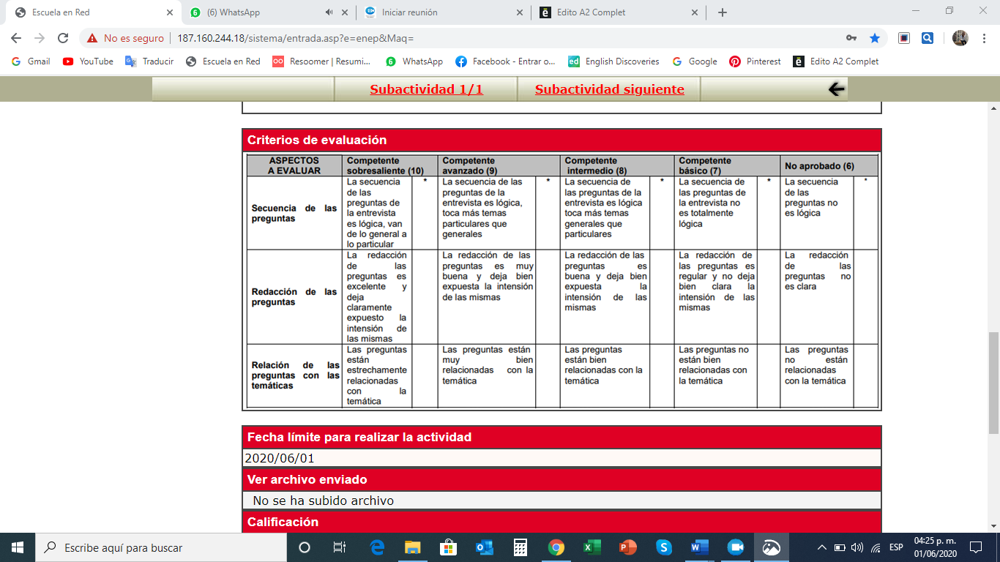 Escuela en Red
(6) WhatsApp
Iniciar reunión
Edito A2 Complet
No es seguro | 187.160.244.18/sistema/entrada.asp?e=enep&Maq=
Gmail YouTube Traducir Escuela en Red Resoomer | Resumi... WhatsApp Facebook - Entrar o... English Discoveries Google Pinterest Edito A2 Complet
Subactividad 1/1 Subactividad siguiente
Criterios de evaluación
ASPECTOS
A EVALUAR
Competente
sobresaliente (10)
Competente
avanzado (9)
Competente
intermedio (8)
Competente
básico (7)
No aprobado (6)
Secuencia de las
preguntas
La secuencia
de las
preguntas de
la entrevista
es lógica, van
de lo general a
lo particular
*
La secuencia de las
preguntas de la
entrevista es lógica,
toca más temas
particulares que
generales
*
La secuencia de
las preguntas de la
entrevista es lógica
toca más temas
generales que
particulares
*
La secuencia de
las preguntas de
la entrevista no
es totalmente
lógica
*
La secuencia
de las
preguntas no
es lógica
*
Redacción de las
preguntas
La redacción
de las
preguntas es
excelente y
deja
claramente
expuesto la
intensión de
las mismas
La redacción de las
preguntas es muy
buena y deja bien
expuesta la intensión
de las mismas
La redacción de las
preguntas es
buena y deja bien
expuesta la
intensión de las
mismas
La redacción de
las preguntas es
regular y no deja
bien clara la
intensión de las
mismas
La redacción
de las
preguntas no
es clara
Relación de las
preguntas con las
temáticas
Las preguntas
están
estrechamente
relacionadas
con la
temática
Las preguntas están
muy bien
relacionadas con la
temática
Las preguntas
están bien
relacionadas con la
temática
Las preguntas no
están bien
relacionadas con
la temática
Las preguntas
no están
relacionadas
con la temática
Fecha límite para realizar la actividad
2020/06/01
Ver archivo enviado
No se ha subido archivo
Calificación
Escribe aquí para buscar
ESP
04:25 p. m.
01/06/2020